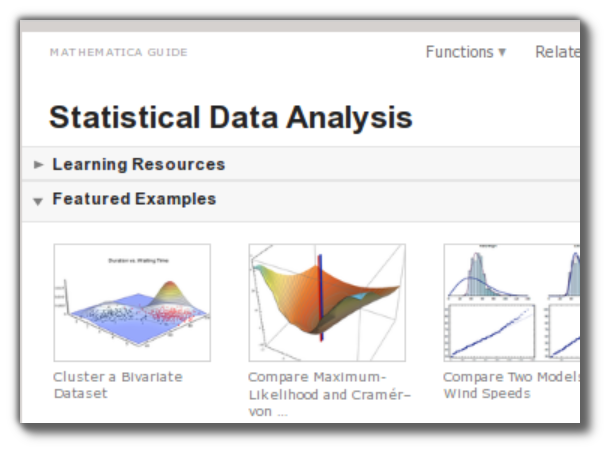 MATHEMATICA GUIDE
Functions ▼ Relate
Statistical Data Analysis
► Learning Resources
▼ Featured Examples
Duration vs. Waiting Time
Cluster a Bivariate
Dataset
Compare Maximum-
Likelihood and Cramér–
von ...
Compare Two Models
Wind Speeds